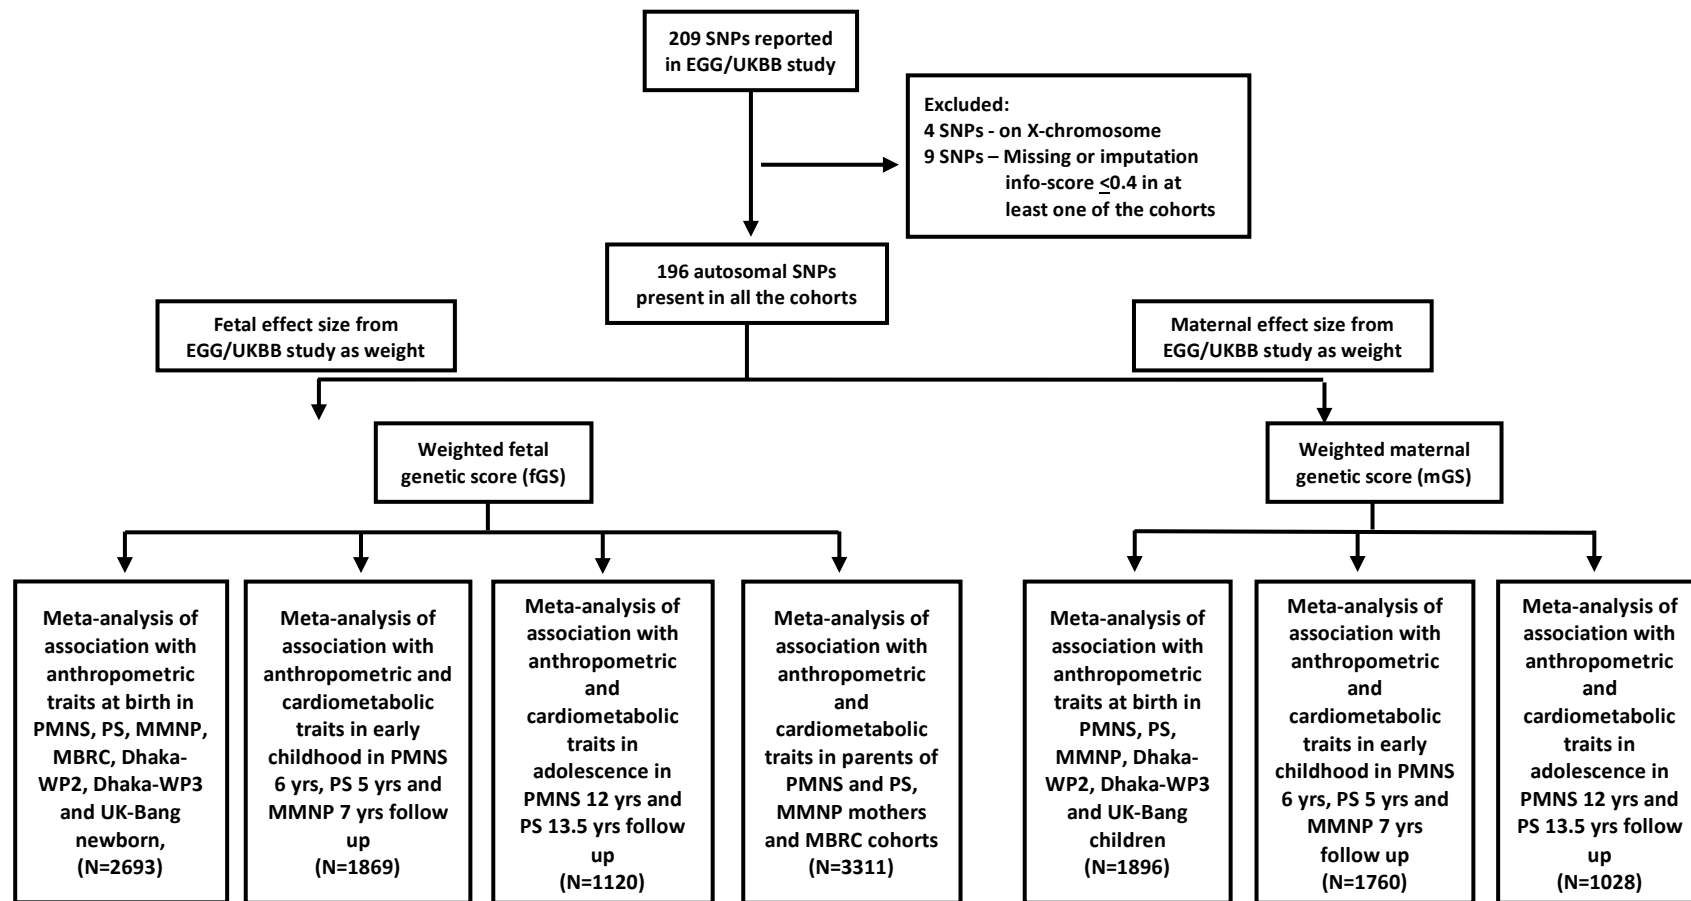 209 SNPs reported
in EGG/UKBB study
Excluded:
4 SNPs - on X-chromosome
9 SNPs – Missing or imputation
info-score ≤0.4 in at
least one of the cohorts
196 autosomal SNPs
present in all the cohorts
Fetal effect size from
EGG/UKBB study as weight
Maternal effect size from
EGG/UKBB study as weight
Weighted fetal
genetic score (fGS)
Weighted maternal
genetic score (mGS)
Meta-analysis of
association with
anthropometric
traits at birth in
PMNS, PS, MMNP,
MBRC, Dhaka-
WP2, Dhaka-WP3
and UK-Bang
newborn,
(N=2693)
Meta-analysis of
association with
anthropometric and
cardiometabolic
traits in early
childhood in PMNS
6 yrs, PS 5 yrs and
MMNP 7 yrs follow
up
(N=1869)
Meta-analysis of
association with
anthropometric
and
cardiometabolic
traits in
adolescence in
PMNS 12 yrs and
PS 13.5 yrs follow
up
(N=1120)
Meta-analysis of
association with
anthropometric
and
cardiometabolic
traits in parents of
PMNS and PS,
MMNP mothers
and MBRC cohorts
(N=3311)
Meta-analysis of
association with
anthropometric
traits at birth in
PMNS, PS,
MMNP, Dhaka-
WP2, Dhaka-WP3
and UK-Bang
children
(N=1896)
Meta-analysis of
association with
anthropometric
and
cardiometabolic
traits in early
childhood in PMNS
6 yrs, PS 5 yrs and
MMNP 7 yrs
follow up
(N=1760)
Meta-analysis of
association with
anthropometric
and
cardiometabolic
traits in
adolescence in
PMNS 12 yrs and
PS 13.5 yrs follow
up
(N=1028)